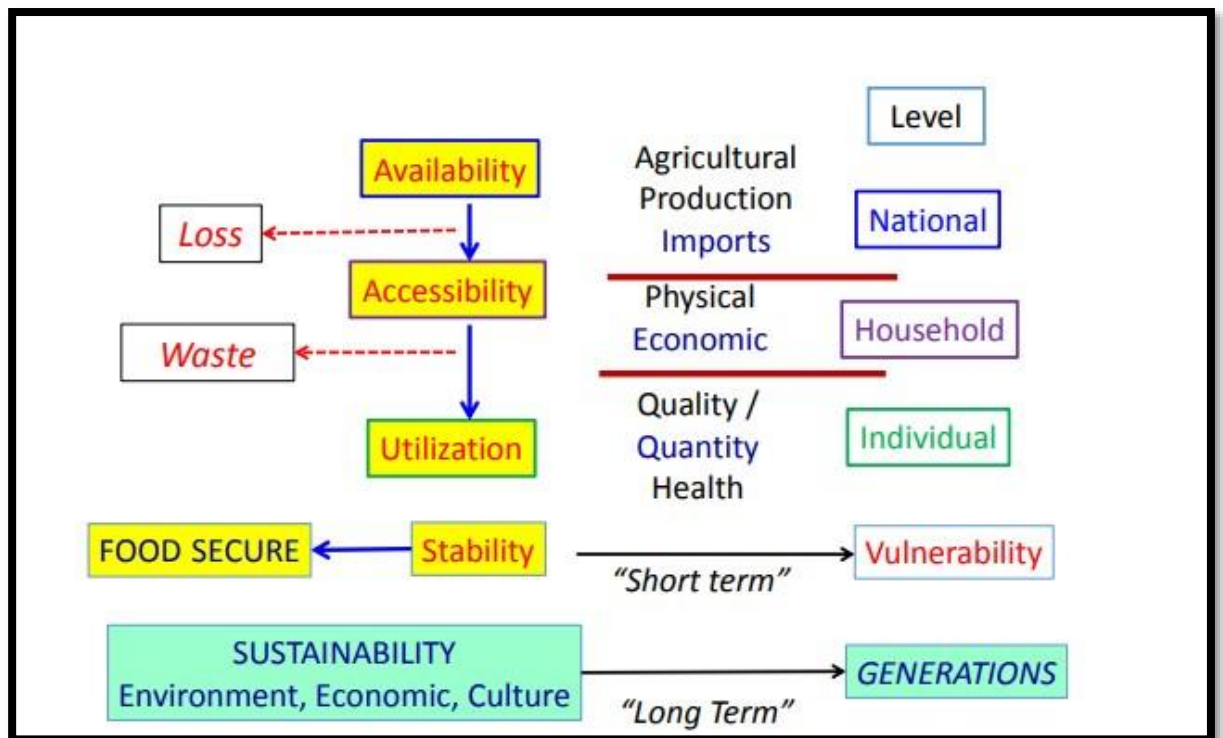 Level
Availability
Agricultural
Production
Imports
National
Loss
Accessibility
Physical
Economic
Household
Waste
Utilization
Quality /
Quantity
Health
Individual
FOOD SECURE
Stability
"Short term"
Vulnerability
SUSTAINABILITY
Environment, Economic, Culture
"Long Term"
GENERATIONS